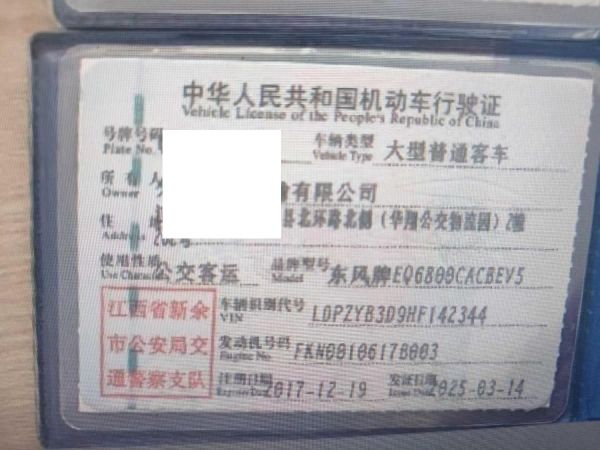 中华人民共和国机动车行驶证
Vehicle License of the People's Republic of China
号牌号码
Plate No.
车辆类型
Vehicle Type
大型普通客车
所有人
Owner
有限公司
住
Address
县北环路北侧（华翔公交物流园）2幢
使用性质
Use Character
公交客运
品牌型号
Model
东风牌EQ6800CACBEV5
江西省新余
市公安局交
通警察支队
车辆识别代号
VIN
LDPZYB3D9HF142344
发动机号码
Engine No.
FKN00106178003
注册日期
Register Date
2017-12-19
发证日期
Issue Date
2025-03-14